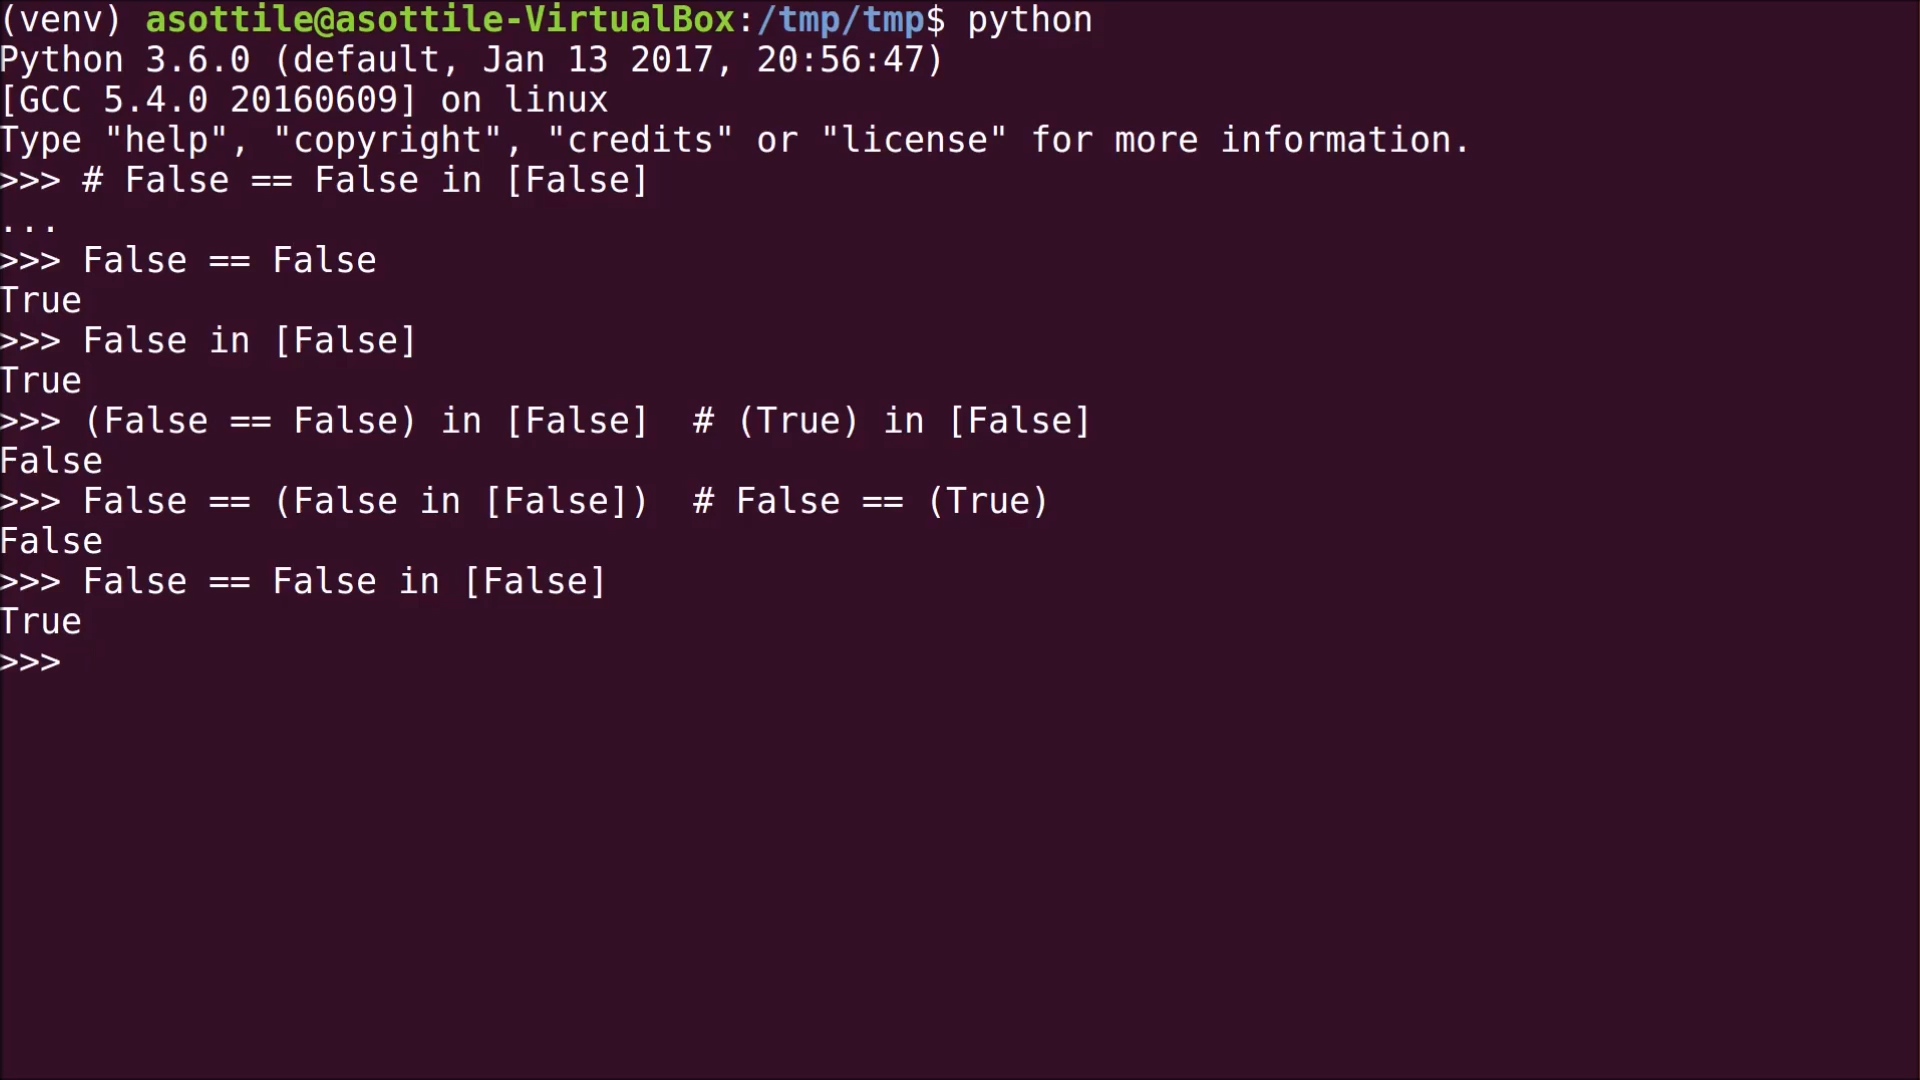 (venv) asottile@asottile-VirtualBox:/tmp/tmp$ python
Python 3.6.0 (default, Jan 13 2017, 20:56:47)
[GCC 5.4.0 20160609] on linux
Type "help", "copyright", "credits" or "license" for more information.
>>> # False == False in [False]
...
>>> False == False
True
>>> False in [False]
True
>>> (False == False) in [False]  # (True) in [False]
False
>>> False == (False in [False])  # False == (True)
False
>>> False == False in [False]
True
>>>